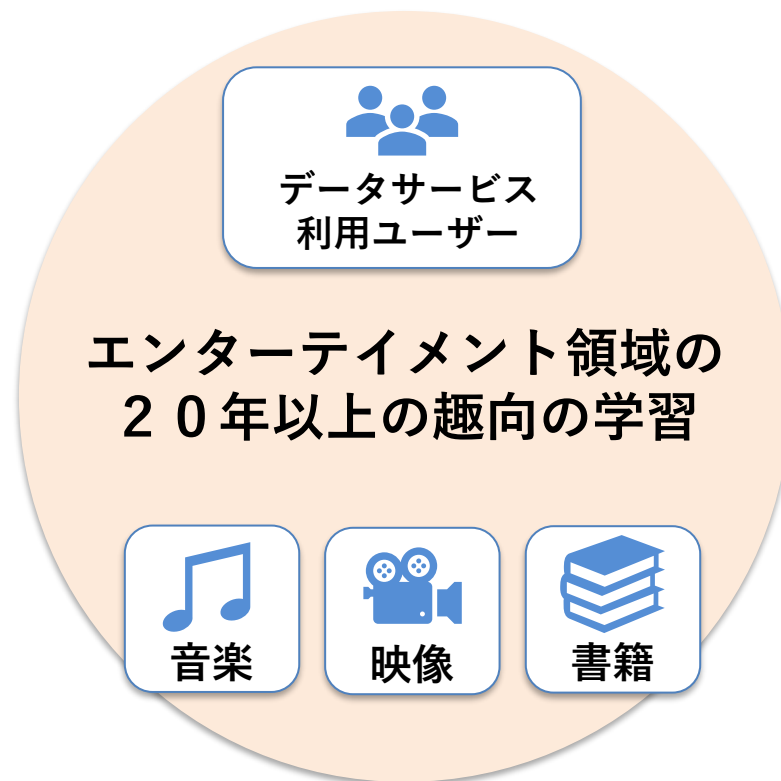 データサービス
利用ユーザー
エンターテイメント領域の
２０年以上の趣向の学習
音楽
映像
書籍